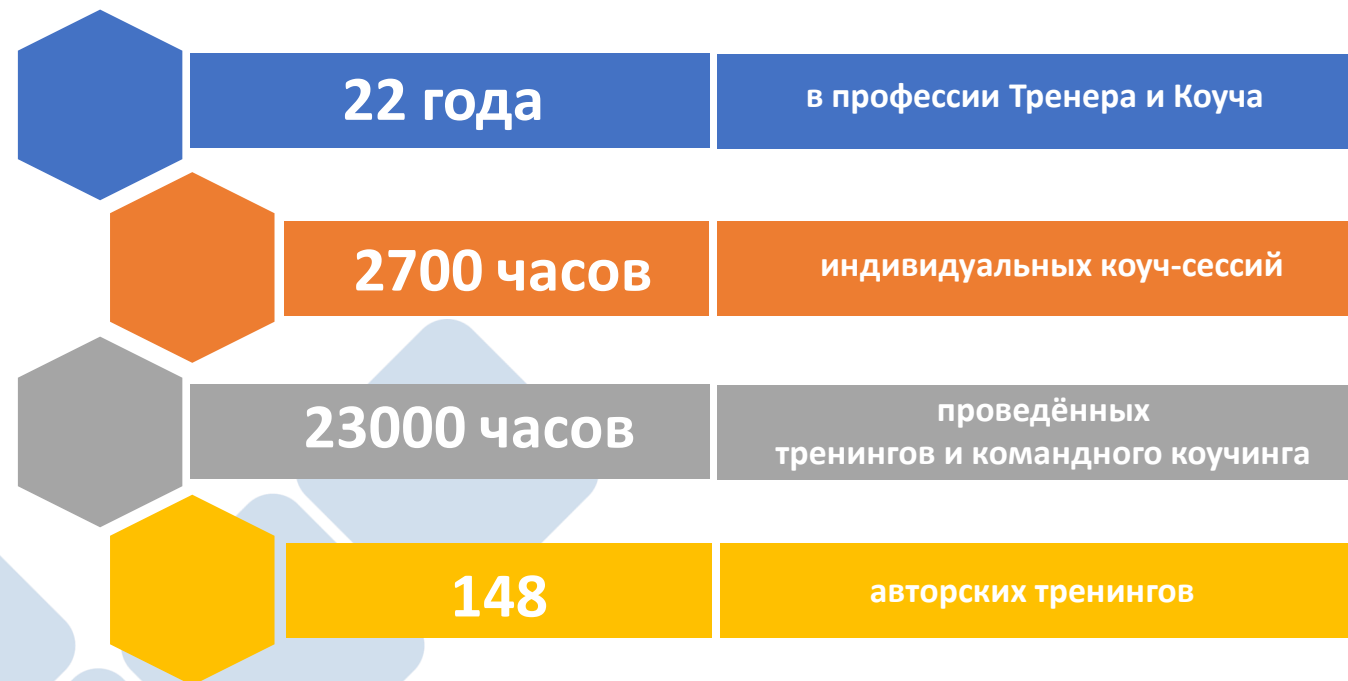 22 года
в профессии Тренера и Коуча
2700 часов
индивидуальных коуч-сессий
23000 часов
проведённых
тренингов и командного коучинга
148
авторских тренингов